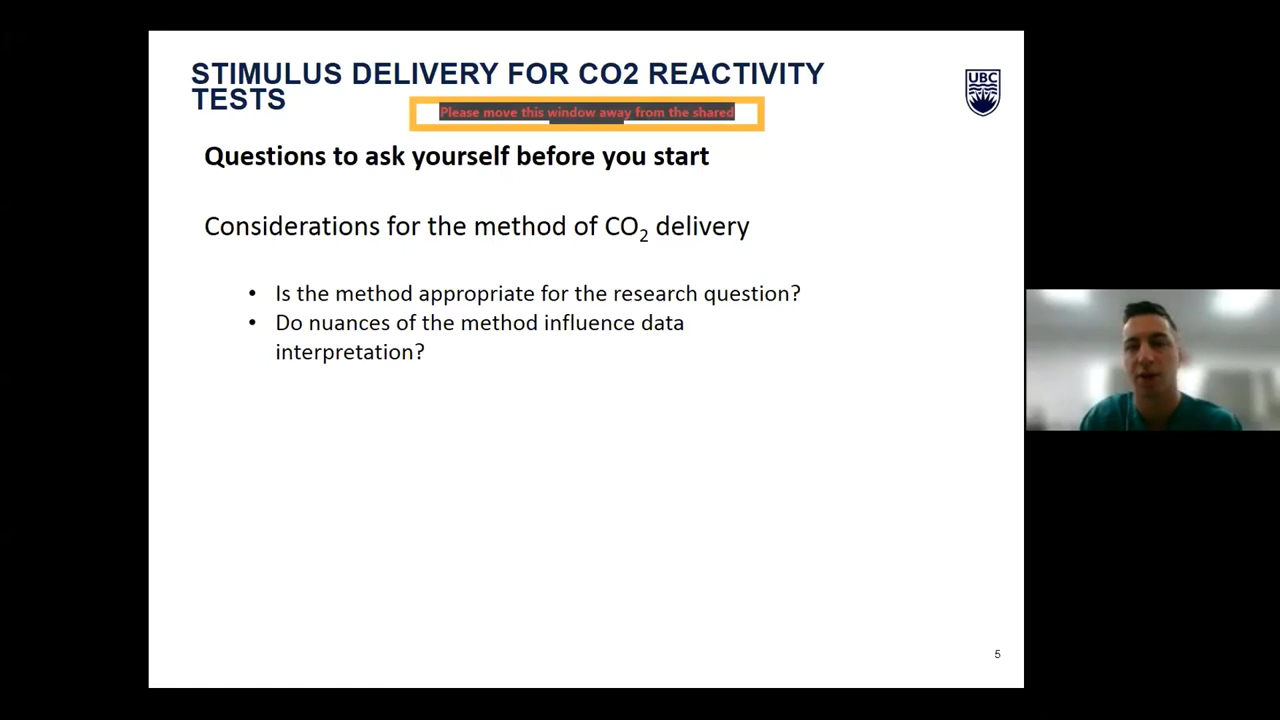 STIMULUS DELIVERY FOR CO2 REACTIVITY
TESTS
UBC
Please move this window away from the shared
Questions to ask yourself before you start
Considerations for the method of CO₂ delivery
• Is the method appropriate for the research question?
• Do nuances of the method influence data
interpretation?
5